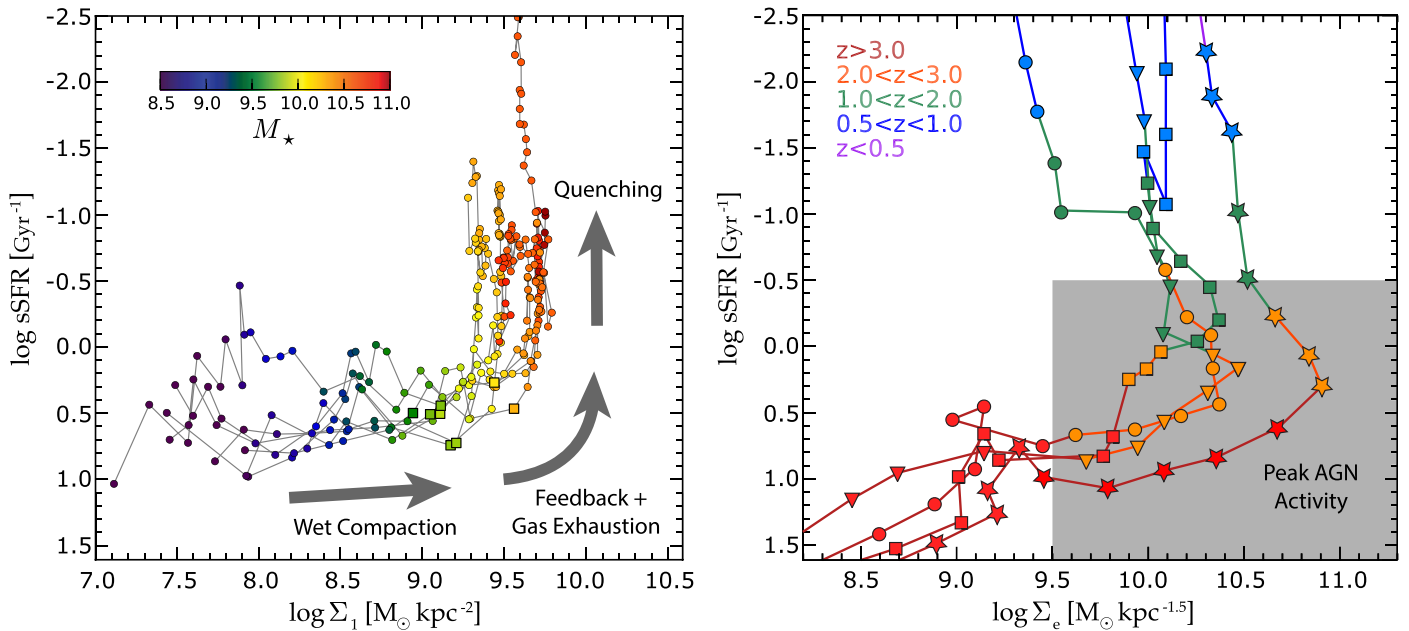 -2.5
-2.0
-1.5
-1.0
-0.5
0.0
0.5
1.0
1.5
log sSFR [Gyr⁻¹]
8.5 9.0 9.5 10.0 10.5 11.0
M⋆
Quenching
Feedback +
Gas Exhaustion
Wet Compaction
7.0 7.5 8.0 8.5 9.0 9.5 10.0 10.5
log Σ₁ [M☉ kpc⁻²]
-2.5
-2.0
-1.5
-1.0
-0.5
0.0
0.5
1.0
1.5
log sSFR [Gyr⁻¹]
z>3.0
2.0<z<3.0
1.0<z<2.0
0.5<z<1.0
z<0.5
Peak AGN
Activity
8.5 9.0 9.5 10.0 10.5 11.0
log Σₑ [M☉ kpc⁻¹·⁵]